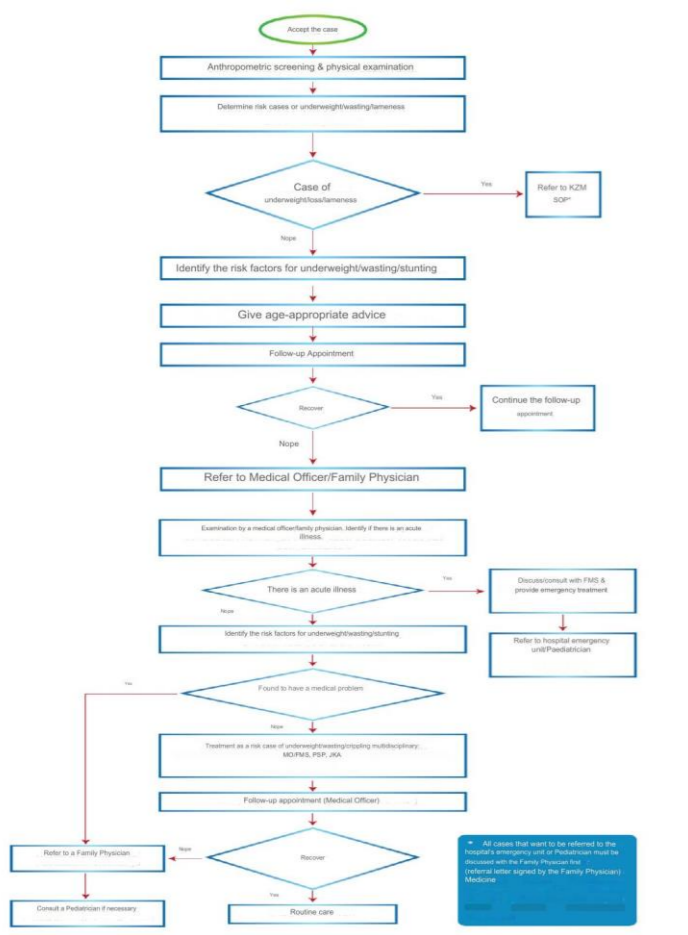 Accept the case
Anthropometric screening & physical examination
Determine risk cases or underweight/wasting/lameness
Case of
underweight/loss/lameness
Yes
Refer to KZM
SOP*
Nope
Identify the risk factors for underweight/wasting/stunting
Give age-appropriate advice
Follow-up Appointment
Recover
Yes
Continue the follow-up
appointment
Nope
Refer to Medical Officer/Family Physician
Examination by a medical officer/family physician. Identify if there is an acute
illness.
There is an acute illness
Yes
Discuss/consult with FMS &
provide emergency treatment
Nope
Identify the risk factors for underweight/wasting/stunting
Refer to hospital emergency
unit/Paediatrician
Yes
Found to have a medical problem
Nope
Treatment as a risk case of underweight/wasting/crippling multidisciplinary:
MO/FMS, PSP, JKA
Follow-up appointment (Medical Officer)
Refer to a Family Physician
Nope
Recover
Yes
Consult a Pediatrician if necessary
Routine care
* All cases that want to be referred to the
hospital's emergency unit or Pediatrician must be
discussed with the Family Physician first
(referral letter signed by the Family Physician)
Medicine